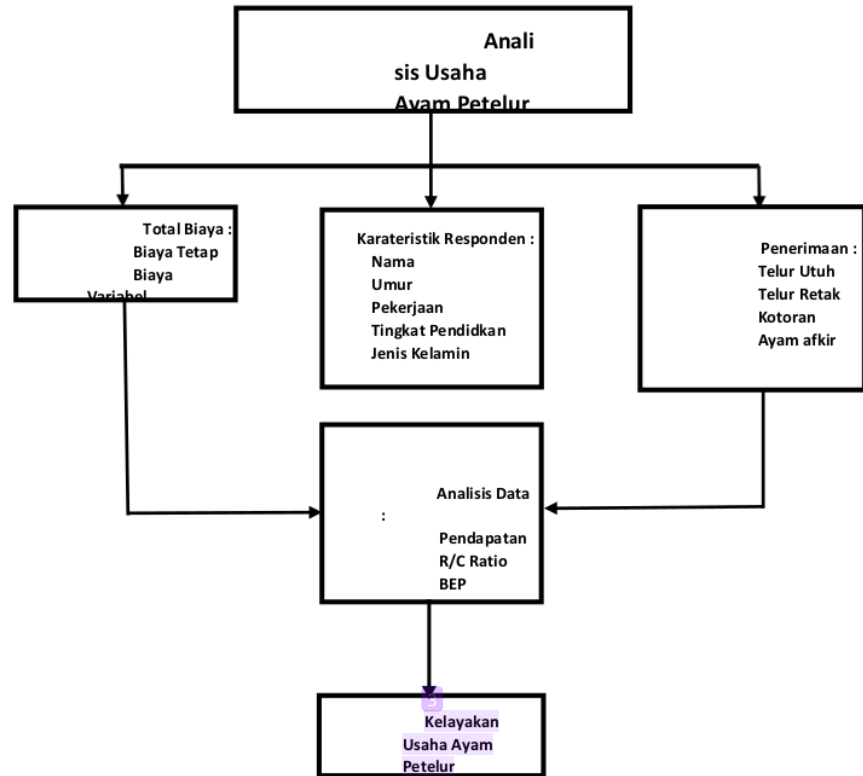 Anali
sis Usaha
Ayam Petelur
Total Biaya :
Biaya Tetap
Biaya
Variabel
Karateristik Responden :
Nama
Umur
Pekerjaan
Tingkat Pendidkan
Jenis Kelamin
Penerimaan :
Telur Utuh
Telur Retak
Kotoran
Ayam afkir
Analisis Data
:
Pendapatan
R/C Ratio
BEP
3
Kelayakan
Usaha Ayam
Petelur